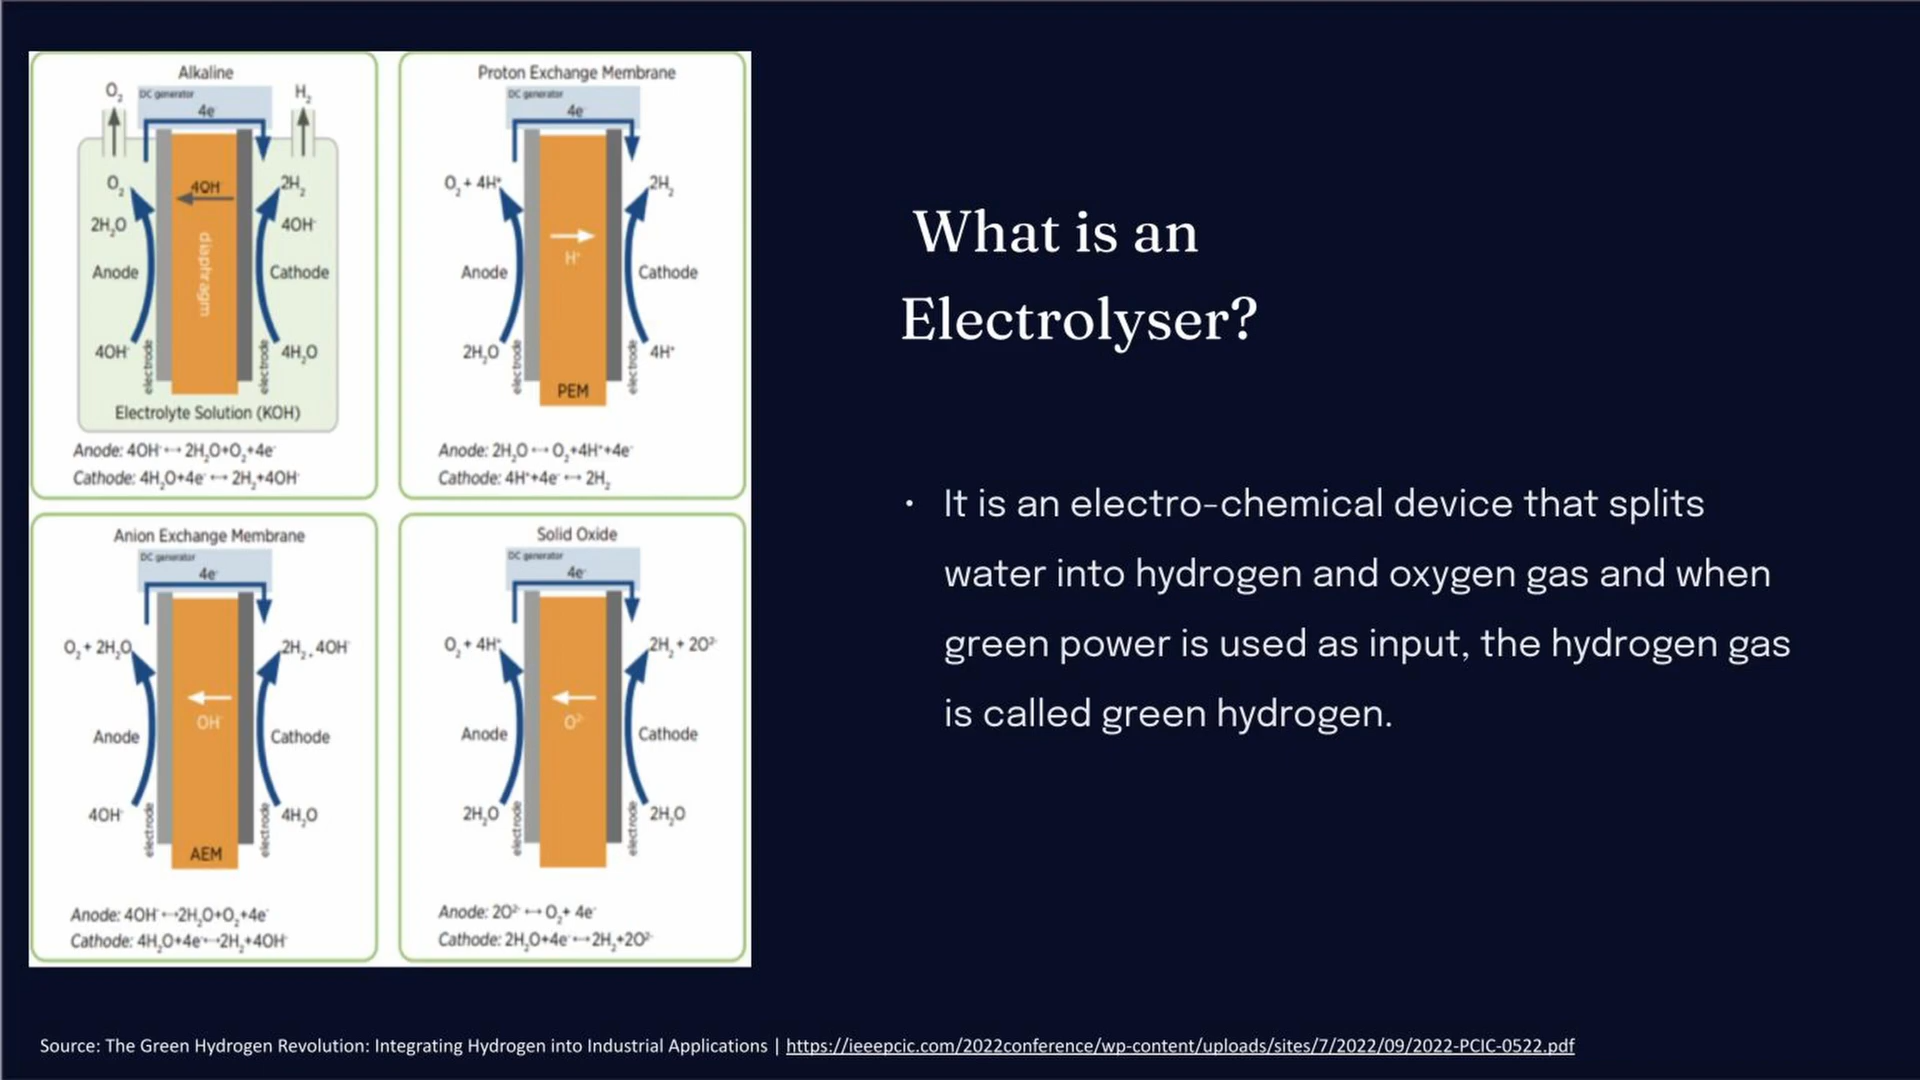 Alkaline
DC generator
4e⁻
O₂
H₂
O₂
4OH
2H₂
2H₂O
4OH⁻
diaphragm
Anode
Cathode
4OH⁻
electrode
electrode
4H₂O
Electrolyte Solution (KOH)
Anode: 4OH⁻ ↔ 2H₂O+O₂+4e⁻
Cathode: 4H₂O+4e⁻ ↔ 2H₂+4OH⁻
Proton Exchange Membrane
DC generator
4e⁻
O₂ + 4H⁺
2H₂
H⁺
Anode
Cathode
2H₂O
electrode
electrode
4H⁺
PEM
Anode: 2H₂O ↔ O₂+4H⁺+4e⁻
Cathode: 4H⁺+4e⁻ ↔ 2H₂
Anion Exchange Membrane
DC generator
4e⁻
O₂ + 2H₂O
2H₂ + 4OH⁻
OH⁻
Anode
Cathode
4OH⁻
electrode
electrode
4H₂O
AEM
Anode: 4OH⁻↔2H₂O+O₂+4e⁻
Cathode: 4H₂O+4e⁻↔2H₂+4OH⁻
Solid Oxide
DC generator
4e⁻
O₂ + 4H⁺
2H₂ + 2O²⁻
O²⁻
Anode
Cathode
2H₂O
electrode
electrode
2H₂O
Anode: 2O²⁻ ↔ O₂+ 4e⁻
Cathode: 2H₂O+4e⁻↔2H₂+2O²⁻
What is an
Electrolyser?
• It is an electro-chemical device that splits
water into hydrogen and oxygen gas and when
green power is used as input, the hydrogen gas
is called green hydrogen.
Source: The Green Hydrogen Revolution: Integrating Hydrogen into Industrial Applications | https://ieeepcic.com/2022conference/wp-content/uploads/sites/7/2022/09/2022-PCIC-0522.pdf